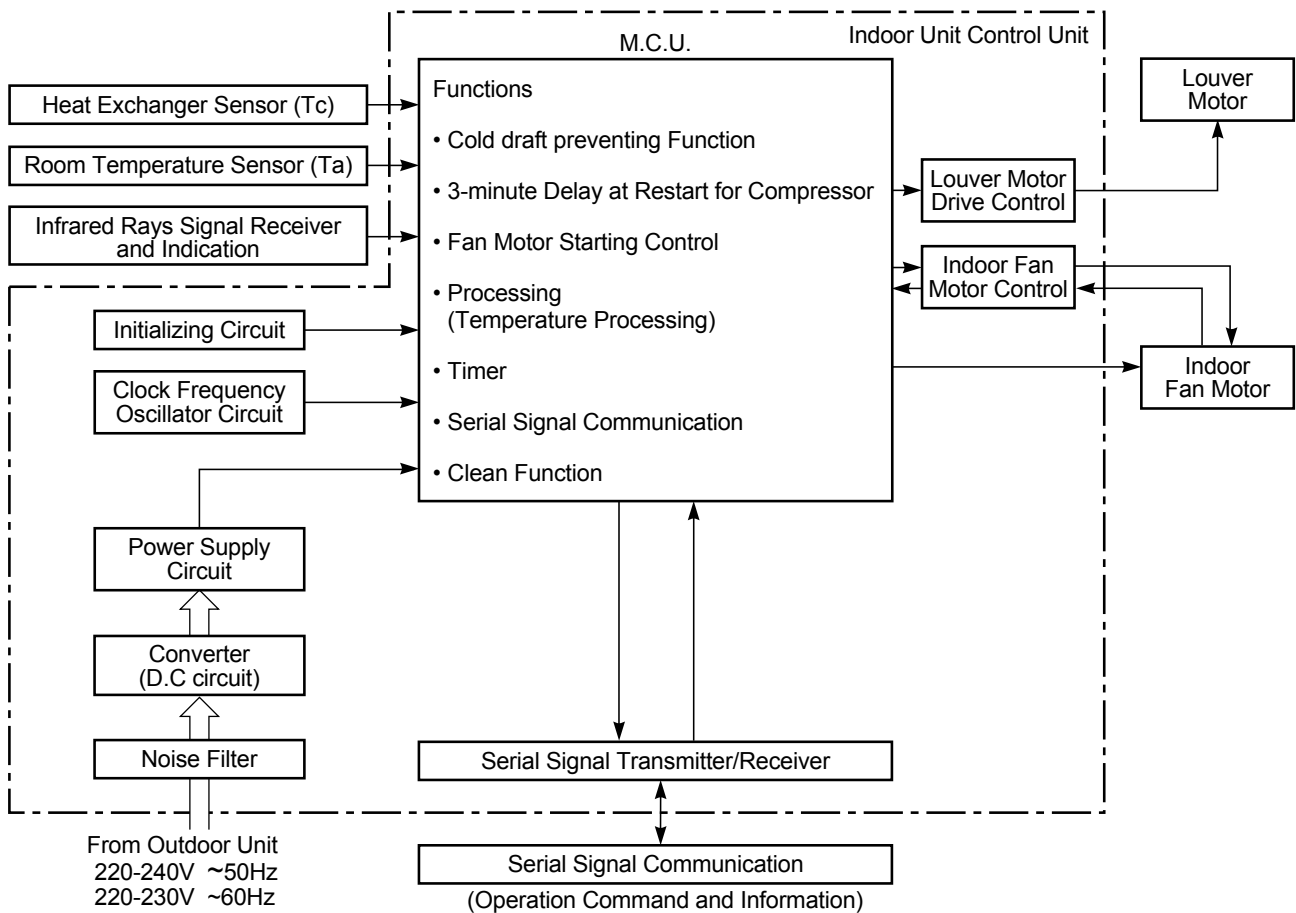 Indoor Unit Control Unit
M.C.U.
Heat Exchanger Sensor (Tc)
Room Temperature Sensor (Ta)
Infrared Rays Signal Receiver
and Indication
Initializing Circuit
Clock Frequency
Oscillator Circuit
Power Supply
Circuit
Converter
(D.C circuit)
Noise Filter
From Outdoor Unit
220-240V ~50Hz
220-230V ~60Hz
Functions
• Cold draft preventing Function
• 3-minute Delay at Restart for Compressor
• Fan Motor Starting Control
• Processing
(Temperature Processing)
• Timer
• Serial Signal Communication
• Clean Function
Louver Motor
Drive Control
Indoor Fan
Motor Control
Louver
Motor
Indoor
Fan Motor
Serial Signal Transmitter/Receiver
Serial Signal Communication
(Operation Command and Information)